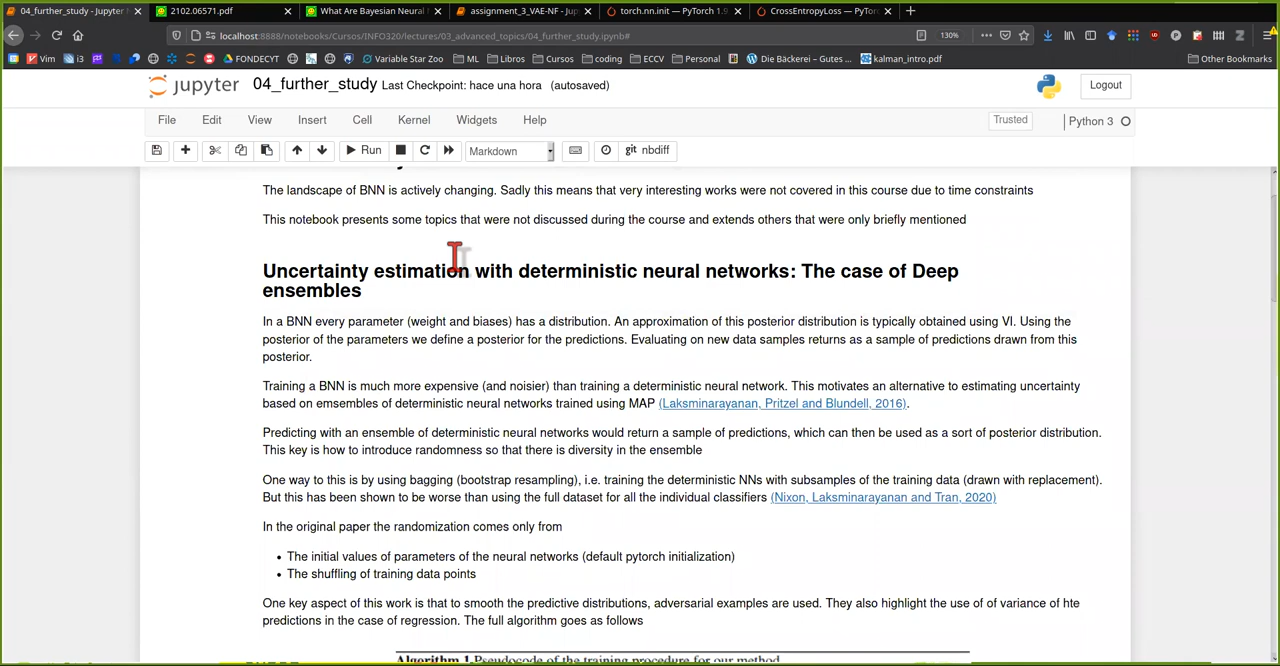 04_further_study - Jupyter N
2102.06571.pdf
What Are Bayesian Neural N
assignment_3_VAE-NF - Jup
torch.nn.init — PyTorch 1.9
CrossEntropyLoss — PyTor
localhost:8888/notebooks/Cursos/INFO320/lectures/03_advanced_topics/04_further_study.ipynb#
130%
Vim
i3
FONDECYT
Variable Star Zoo
ML
Libros
Cursos
coding
ECCV
Personal
Die Bäckerei – Gutes ...
kalman_intro.pdf
Other Bookmarks
jupyter 04_further_study Last Checkpoint: hace una hora (autosaved)
Logout
File Edit View Insert Cell Kernel Widgets Help
Trusted
Python 3
Run
Markdown
git nbdiff
The landscape of BNN is actively changing. Sadly this means that very interesting works were not covered in this course due to time constraints
This notebook presents some topics that were not discussed during the course and extends others that were only briefly mentioned
Uncertainty estimation with deterministic neural networks: The case of Deep
ensembles
In a BNN every parameter (weight and biases) has a distribution. An approximation of this posterior distribution is typically obtained using VI. Using the
posterior of the parameters we define a posterior for the predictions. Evaluating on new data samples returns as a sample of predictions drawn from this
posterior.
Training a BNN is much more expensive (and noisier) than training a deterministic neural network. This motivates an alternative to estimating uncertainty
based on emsembles of deterministic neural networks trained using MAP (Laksminarayanan, Pritzel and Blundell, 2016).
Predicting with an ensemble of deterministic neural networks would return a sample of predictions, which can then be used as a sort of posterior distribution.
This key is how to introduce randomness so that there is diversity in the ensemble
One way to this is by using bagging (bootstrap resampling), i.e. training the deterministic NNs with subsamples of the training data (drawn with replacement).
But this has been shown to be worse than using the full dataset for all the individual classifiers (Nixon, Laksminarayanan and Tran, 2020)
In the original paper the randomization comes only from
• The initial values of parameters of the neural networks (default pytorch initialization)
• The shuffling of training data points
One key aspect of this work is that to smooth the predictive distributions, adversarial examples are used. They also highlight the use of of variance of hte
predictions in the case of regression. The full algorithm goes as follows
Algorithm 1 Pseudocode of the training procedure for our method